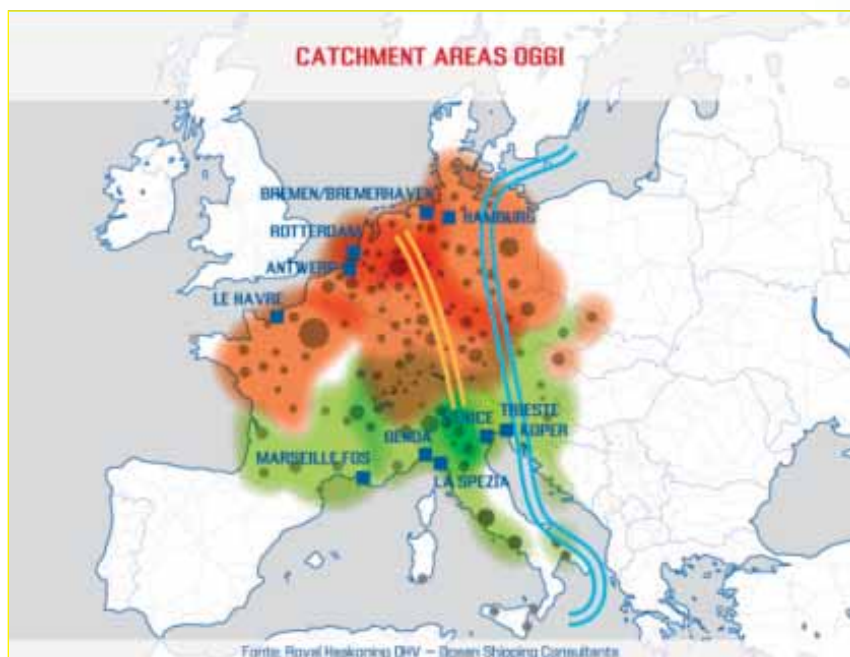 CATCHMENT AREAS OGGI
BREMEN/BREMERHAVEN
HAMBURG
ROTTERDAM
ANTWERP
LE HAVRE
VENICE
TRIESTE
KOPER
GENOA
MARSEILLE FOS
LA SPEZIA
Fonte: Royal Haskoning DHV – Ocean Shipping Consultants